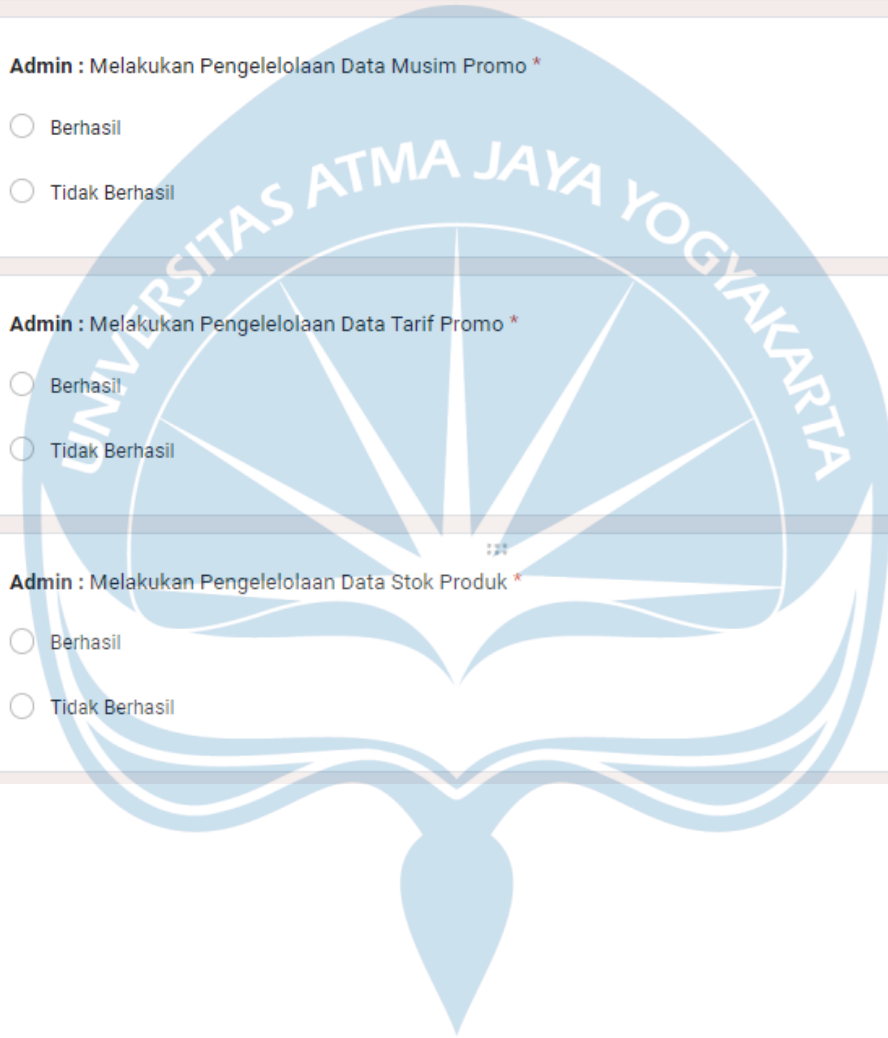 Admin : Melakukan Pengelelolaan Data Musim Promo *
Berhasil
Tidak Berhasil
UNIVERSITAS ATMA JAYA YOGYAKARTA
Admin : Melakukan Pengelelolaan Data Tarif Promo *
Berhasil
Tidak Berhasil
Admin : Melakukan Pengelelolaan Data Stok Produk *
Berhasil
Tidak Berhasil